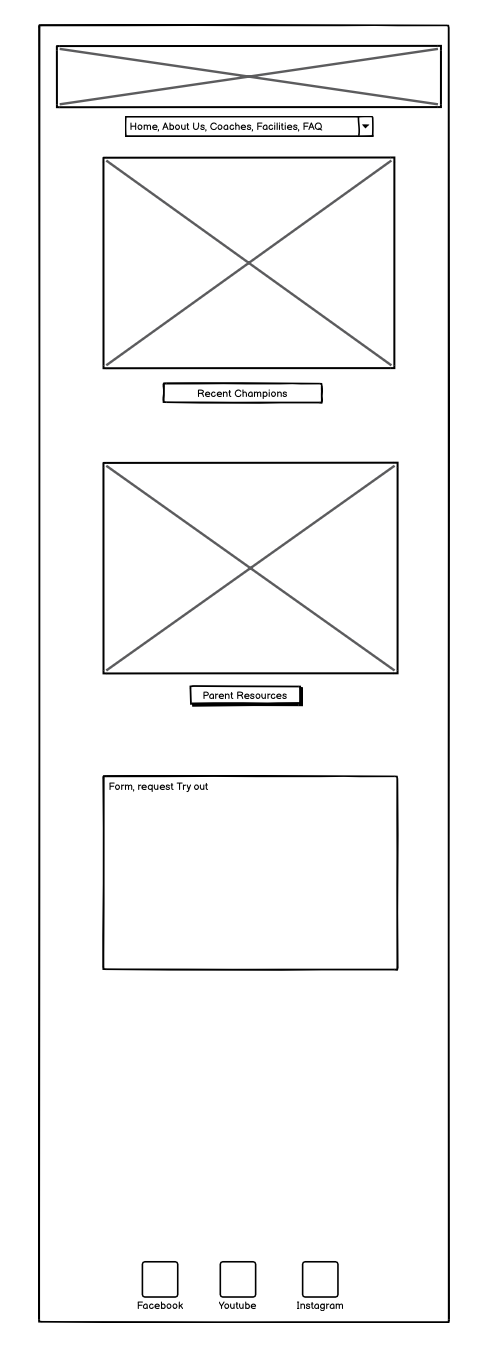 Home, About Us, Coaches, Facilities, FAQ
Recent Champions
Parent Resources
Form, request Try out
Facebook Youtube Instagram